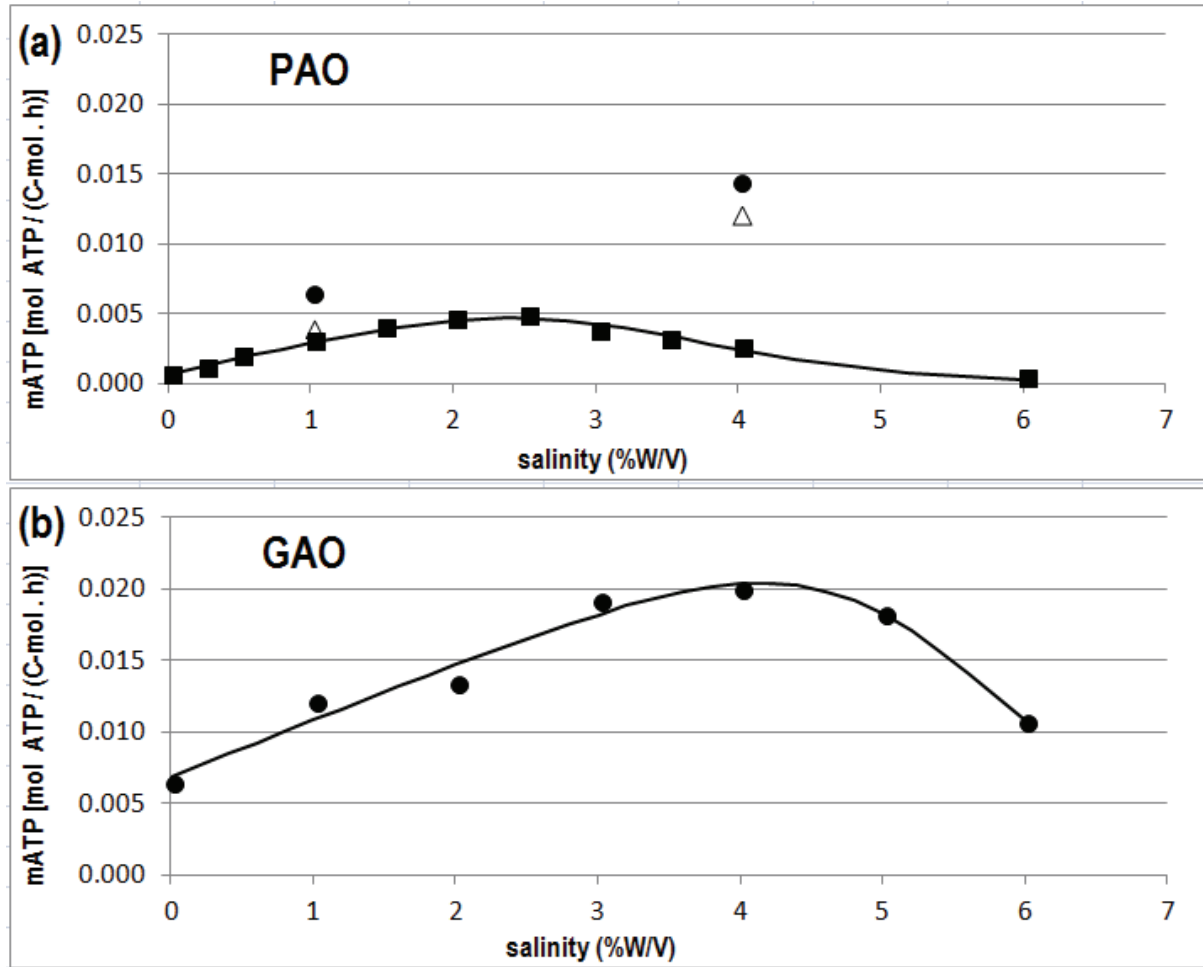 (a)
PAO
mATP [mol ATP / (C-mol. h)]
0.025
0.020
0.015
0.010
0.005
0.000
0 1 2 3 4 5 6 7
salinity (%W/V)
(b)
GAO
mATP [mol ATP / (C-mol. h)]
0.025
0.020
0.015
0.010
0.005
0.000
0 1 2 3 4 5 6 7
salinity (%W/V)